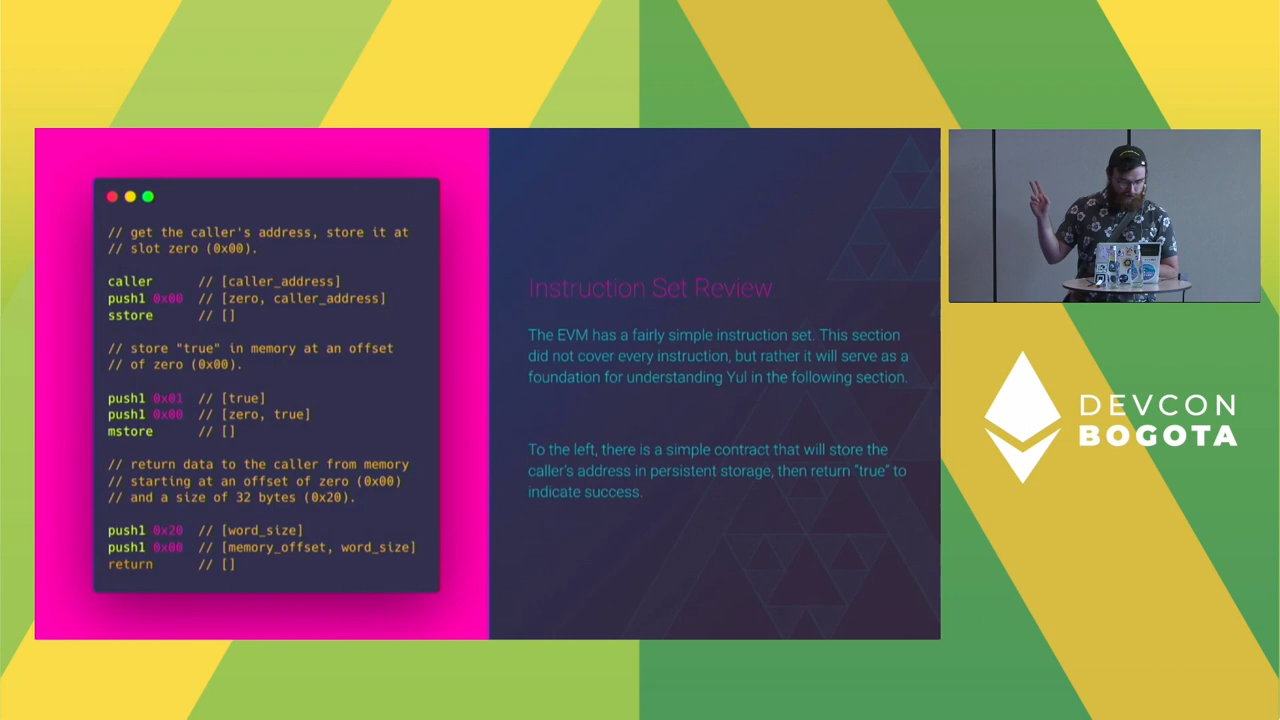 // get the caller's address, store it at
// slot zero (0x00).
caller // [caller_address]
push1 0x00 // [zero, caller_address]
sstore // []
// store "true" in memory at an offset
// of zero (0x00).
push1 0x01 // [true]
push1 0x00 // [zero, true]
mstore // []
// return data to the caller from memory
// starting at an offset of zero (0x00)
// and a size of 32 bytes (0x20).
push1 0x20 // [word_size]
push1 0x00 // [memory_offset, word_size]
return // []
Instruction Set Review
The EVM has a fairly simple instruction set. This section
did not cover every instruction, but rather it will serve as a
foundation for understanding Yul in the following section.
To the left, there is a simple contract that will store the
caller's address in persistent storage, then return "true" to
indicate success.
DEVCON
BOGOTA